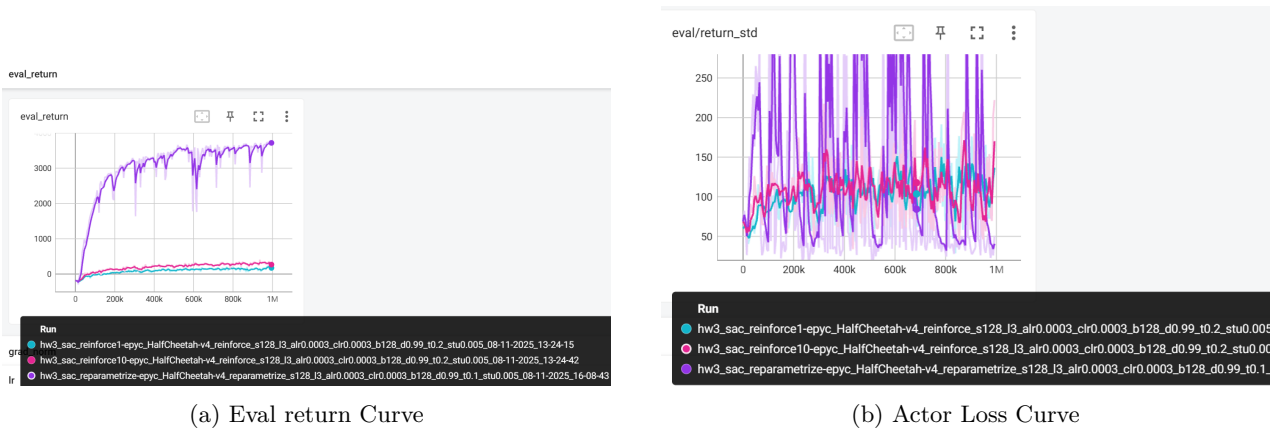 eval_return
eval_return
3000
2000
1000
0
0
200k
400k
600k
800k
1M
Run
hw3_sac_reinforce1-epyc_HalfCheetah-v4_reinforce_s128_l3_alr0.0003_clr0.0003_b128_d0.99_t0.2_stu0.005_08-11-2025_13-24-15
hw3_sac_reinforce10-epyc_HalfCheetah-v4_reinforce_s128_l3_alr0.0003_clr0.0003_b128_d0.99_t0.2_stu0.005_08-11-2025_13-24-42
hw3_sac_reparametrize-epyc_HalfCheetah-v4_reparametrize_s128_l3_alr0.0003_clr0.0003_b128_d0.99_t0.1_stu0.005_08-11-2025_16-08-43
lr
(a) Eval return Curve
eval/return_std
250
200
150
100
50
0
200k
400k
600k
800k
1M
Run
hw3_sac_reinforce1-epyc_HalfCheetah-v4_reinforce_s128_l3_alr0.0003_clr0.0003_b128_d0.99_t0.2_stu0.005
hw3_sac_reinforce10-epyc_HalfCheetah-v4_reinforce_s128_l3_alr0.0003_clr0.0003_b128_d0.99_t0.2_stu0.00
hw3_sac_reparametrize-epyc_HalfCheetah-v4_reparametrize_s128_l3_alr0.0003_clr0.0003_b128_d0.99_t0.1_
(b) Actor Loss Curve